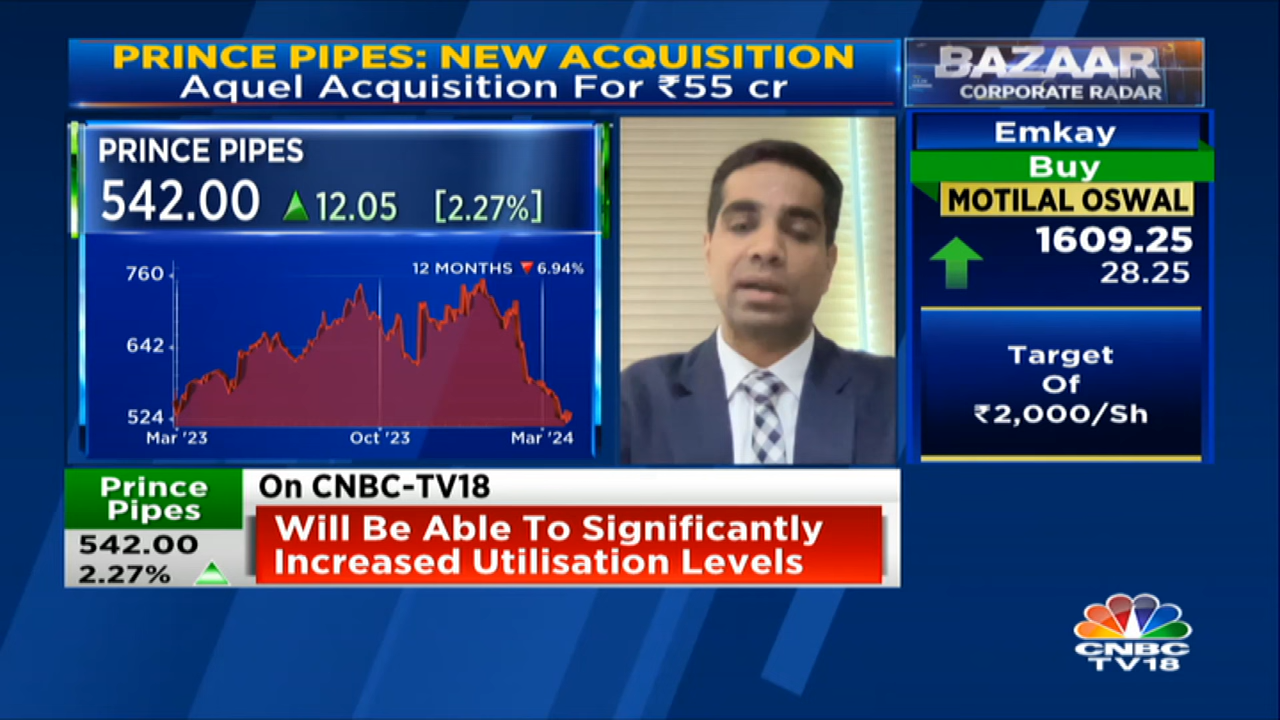 PRINCE PIPES: NEW ACQUISITION
Aquel Acquisition For ₹55 cr
BAZAAR
CORPORATE RADAR
PRINCE PIPES
542.00 ▲12.05 [2.27%]
12 MONTHS ▼6.94%
760
642
524
Mar '23 Oct '23 Mar '24
Emkay
Buy
MOTILAL OSWAL
1609.25
28.25
Target
Of
₹2,000/Sh
Prince
Pipes
542.00
2.27%
On CNBC-TV18
Will Be Able To Significantly
Increased Utilisation Levels
CNBC
TV18